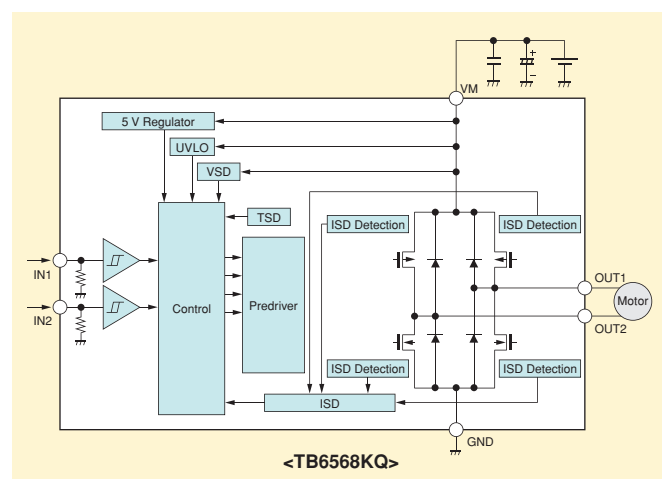 +
−
VM
5 V Regulator
UVLO
VSD
TSD
ISD Detection
ISD Detection
IN1
IN2
Control
Predriver
OUT1
Motor
OUT2
ISD Detection
ISD Detection
ISD
GND
<TB6568KQ>